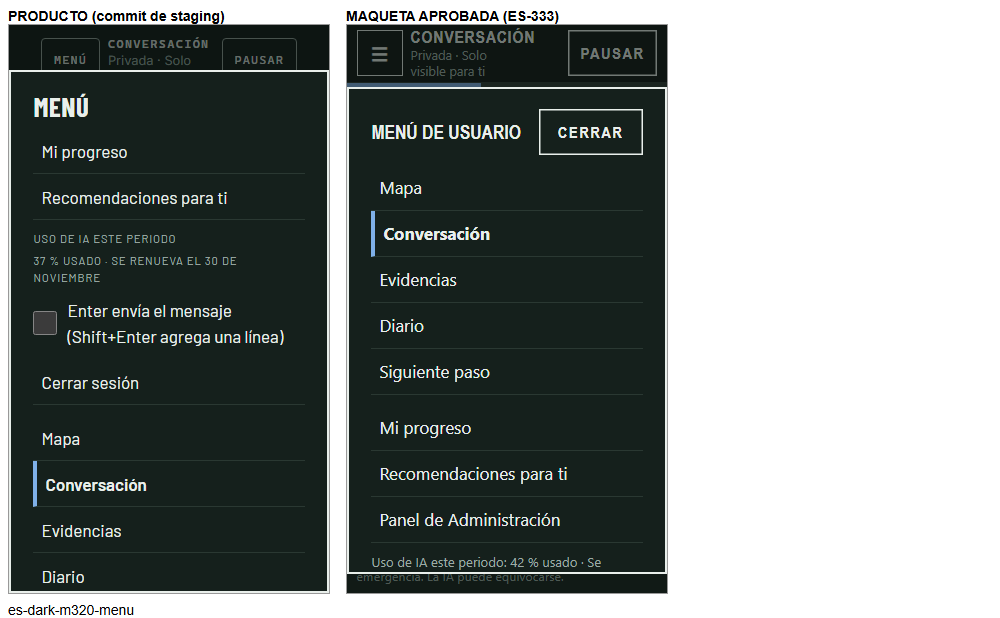 PRODUCTO (commit de staging)
MENÚ
CONVERSACIÓN
Privada · Solo
PAUSAR
MENÚ
Mi progreso
Recomendaciones para ti
USO DE IA ESTE PERIODO
37 % USADO · SE RENUEVA EL 30 DE
NOVIEMBRE
Enter envía el mensaje
(Shift+Enter agrega una línea)
Cerrar sesión
Mapa
Conversación
Evidencias
Diario
es-dark-m320-menu
MAQUETA APROBADA (ES-333)
CONVERSACIÓN
Privada · Solo
visible para ti
PAUSAR
MENÚ DE USUARIO
CERRAR
Mapa
Conversación
Evidencias
Diario
Siguiente paso
Mi progreso
Recomendaciones para ti
Panel de Administración
Uso de IA este periodo: 42 % usado · Se
emergencia. La IA puede equivocarse.